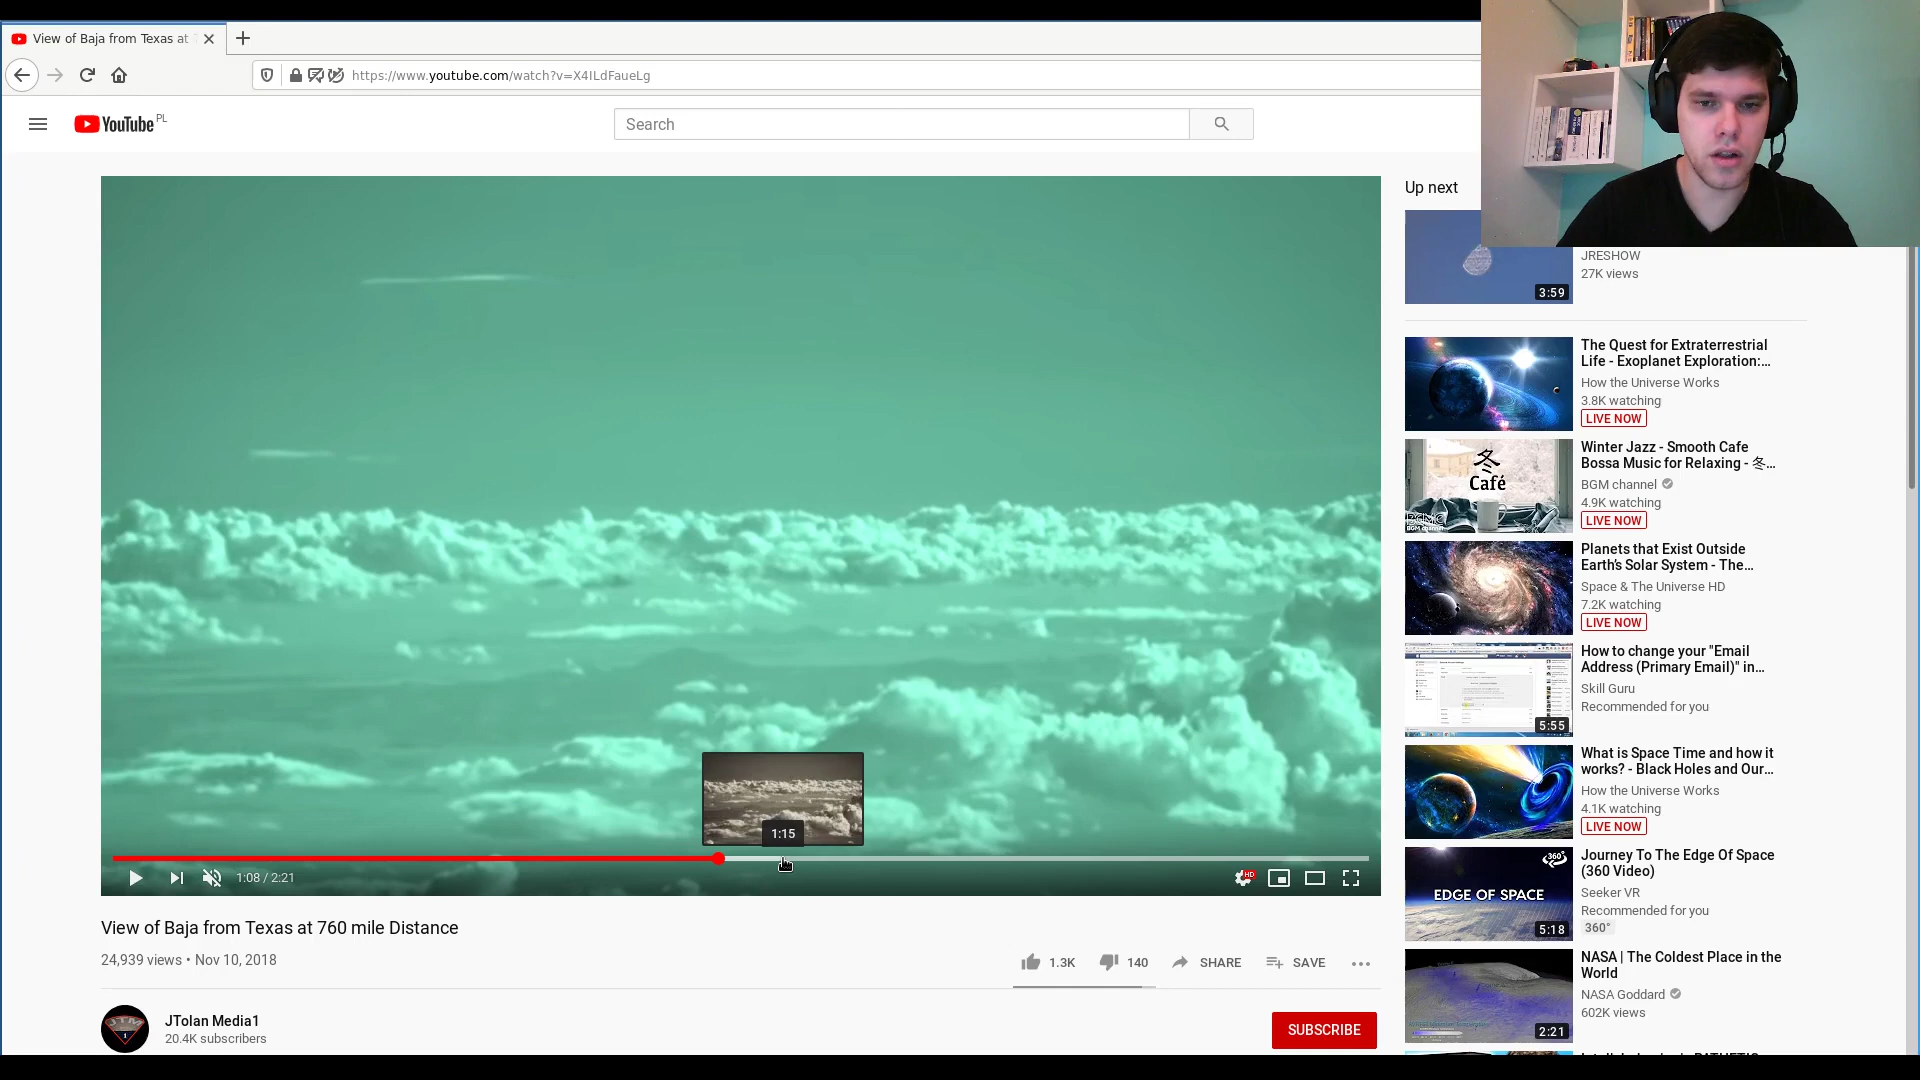 View of Baja from Texas at
https://www.youtube.com/watch?v=X4ILdFaueLg
YouTube PL
Search
1:15
1:08 / 2:21
HD
View of Baja from Texas at 760 mile Distance
24,939 views • Nov 10, 2018
1.3K
140
SHARE
SAVE
JTolan Media1
20.4K subscribers
SUBSCRIBE
Up next
3:59
JRESHOW
27K views
The Quest for Extraterrestrial
Life - Exoplanet Exploration:...
How the Universe Works
3.8K watching
LIVE NOW
冬
Café
Winter Jazz - Smooth Cafe
Bossa Music for Relaxing - 冬...
BGM channel
4.9K watching
LIVE NOW
Planets that Exist Outside
Earth's Solar System - The...
Space & The Universe HD
7.2K watching
LIVE NOW
5:55
How to change your "Email
Address (Primary Email)" in...
Skill Guru
Recommended for you
What is Space Time and how it
works? - Black Holes and Our...
How the Universe Works
4.1K watching
LIVE NOW
360°
EDGE OF SPACE
5:18
Journey To The Edge Of Space
(360 Video)
Seeker VR
Recommended for you
360°
2:21
NASA | The Coldest Place in the
World
NASA Goddard
602K views